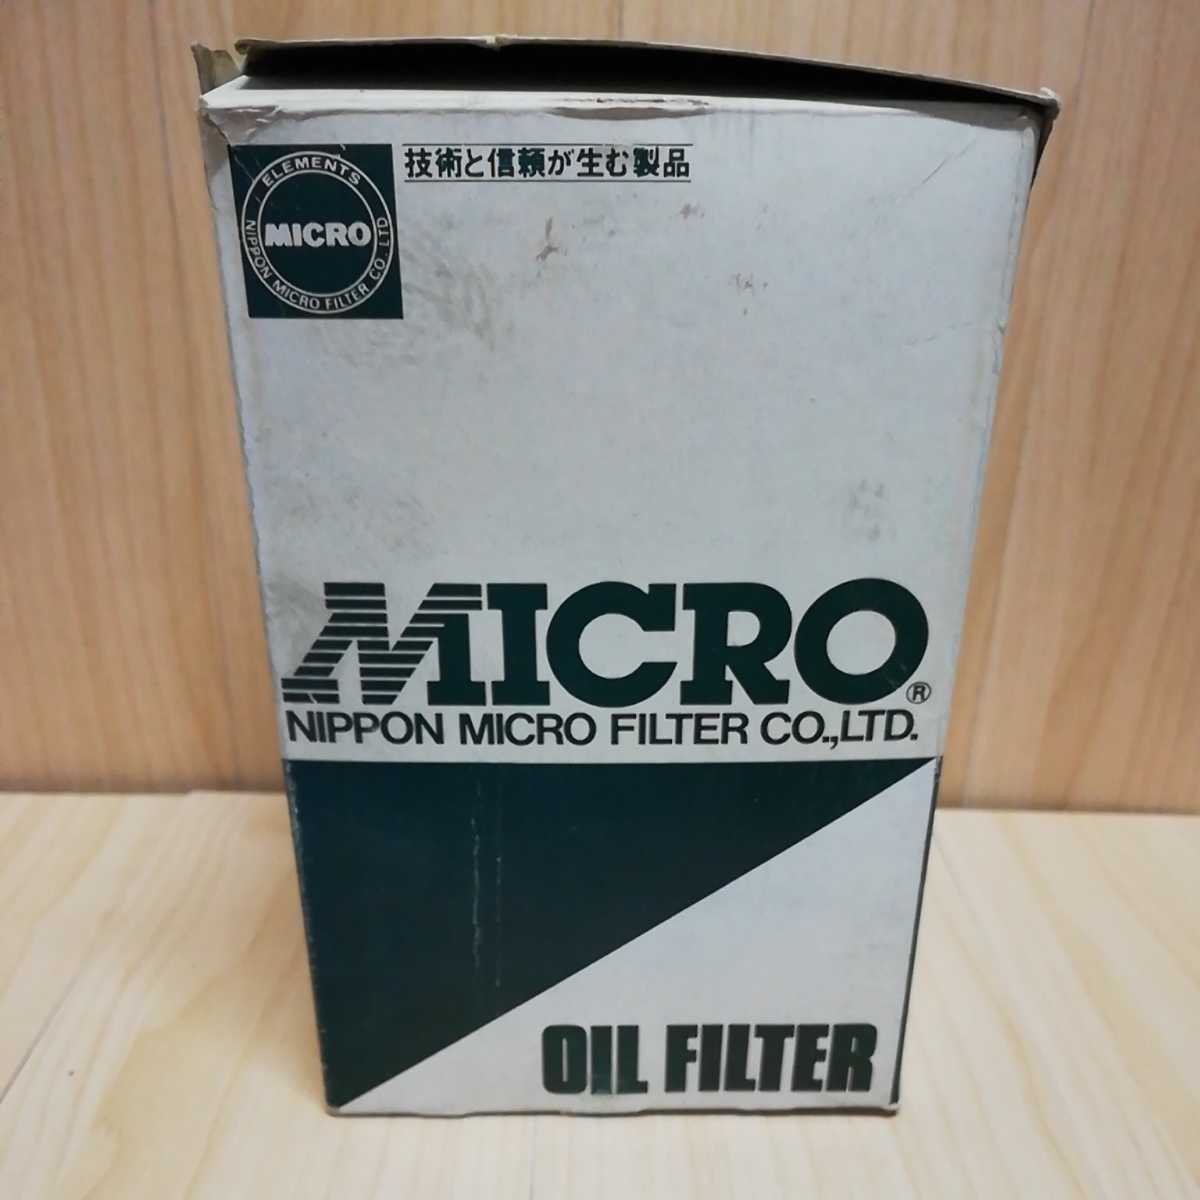 技術と信頼が生む製品
ELEMENTS
MICRO
NIPPON MICRO FILTER CO., LTD
MICRO®
NIPPON MICRO FILTER CO.,LTD.
OIL FILTER